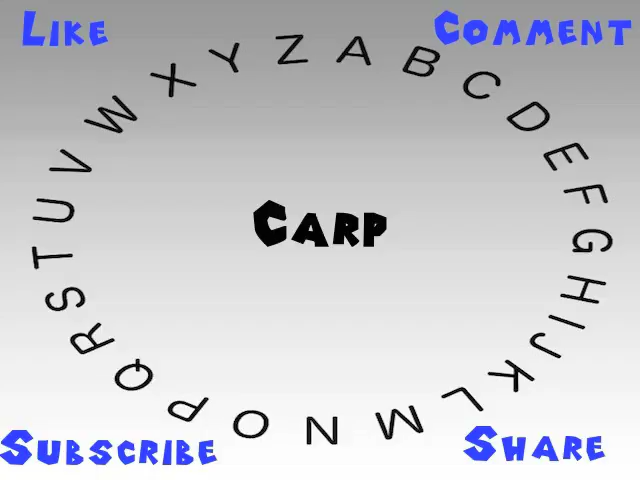 Like
Comment
A B C D E F G H I J K L M N O P Q R S T U V W X Y Z
Carp
Subscribe
Share